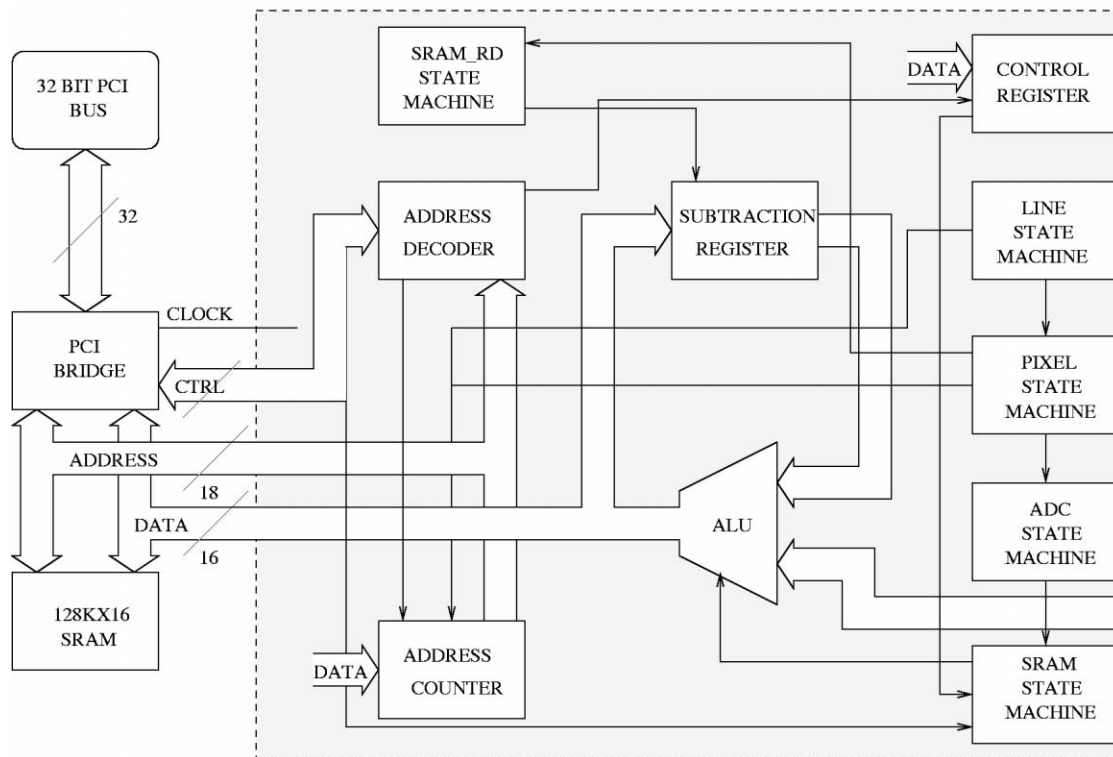 SRAM_RD
STATE
MACHINE
DATA
CONTROL
REGISTER
32 BIT PCI
BUS
32
ADDRESS
DECODER
SUBTRACTION
REGISTER
LINE
STATE
MACHINE
CLOCK
PCI
BRIDGE
CTRL
PIXEL
STATE
MACHINE
ADDRESS
18
DATA
16
ALU
ADC
STATE
MACHINE
128KX16
SRAM
DATA
ADDRESS
COUNTER
SRAM
STATE
MACHINE